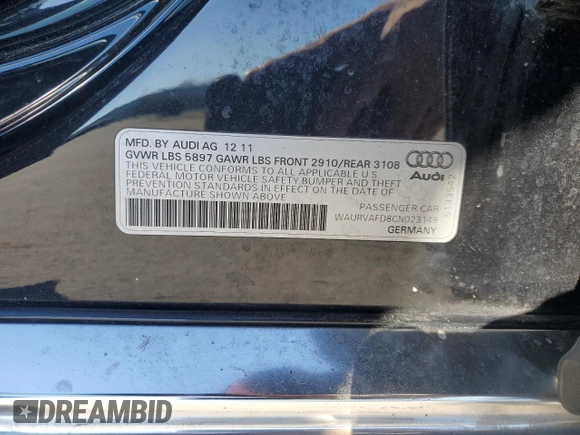 MFD. BY AUDI AG 12 11
GVWR LBS 5897 GAWR LBS FRONT 2910/REAR 3108
THIS VEHICLE CONFORMS TO ALL APPLICABLE U S
FEDERAL MOTOR VEHICLE SAFETY BUMPER AND THEFT
PREVENTION STANDARDS IN EFFECT ON THE DATE OF
MANUFACTURE SHOWN ABOVE
Audi
PASSENGER CAR
WAURVAFD8CN023149
GERMANY
DREAMBID